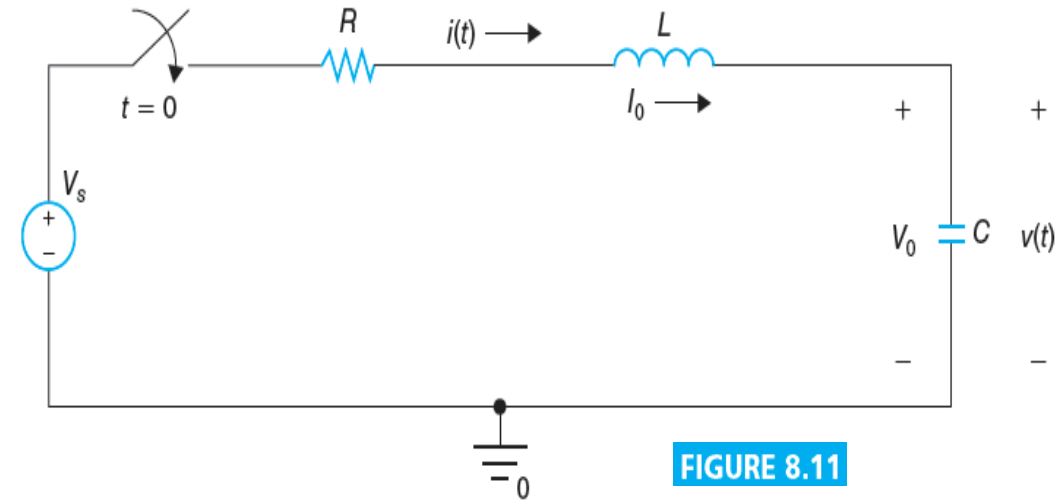 R
i(t)
L
t = 0
I0
+
+
Vs
+
−
V0
C
v(t)
−
−
0
FIGURE 8.11